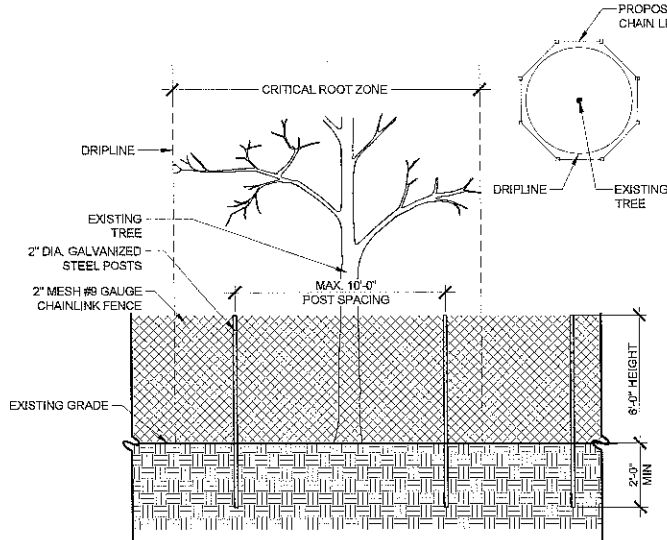 PROPOS
CHAIN L
CRITICAL ROOT ZONE
DRIPLINE
DRIPLINE
EXISTING
TREE
EXISTING
TREE
2" DIA. GALVANIZED
STEEL POSTS
MAX. 10'-0"
POST SPACING
2" MESH #9 GAUGE
CHAINLINK FENCE
6'-0" HEIGHT
EXISTING GRADE
2'-0"
MIN